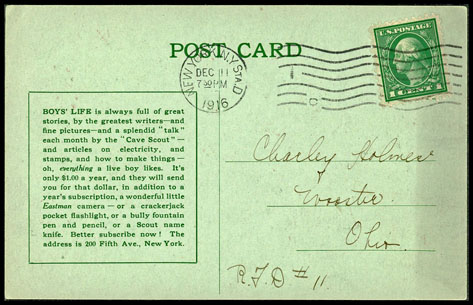 POST CARD
U.S. POSTAGE
1 CENT 1
NEW YORK, N.Y. STA. D
DEC 11
7 30 PM
1916
BOYS' LIFE is always full of great
stories, by the greatest writers—and
fine pictures—and a splendid "talk"
each month by the "Cave Scout"—
and articles on electricity, and
stamps, and how to make things—
oh, everything a live boy likes. It's
only $1.00 a year, and they will send
you for that dollar, in addition to a
year's subscription, a wonderful little
Eastman camera — or a crackerjack
pocket flashlight, or a bully fountain
pen and pencil, or a Scout name
knife. Better subscribe now! The
address is 200 Fifth Ave., New York.
Charley Holmes
Wooster
Ohio
R.F.D # 11